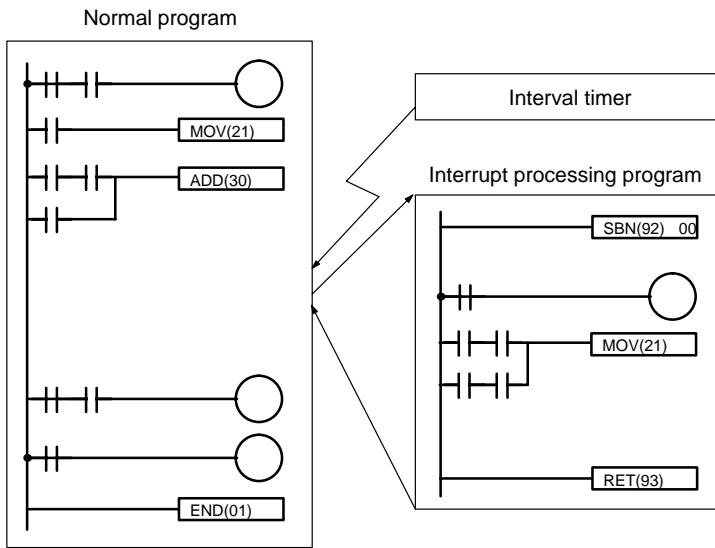 Normal program
MOV(21)
ADD(30)
END(01)
Interval timer
Interrupt processing program
SBN(92) 00
MOV(21)
RET(93)